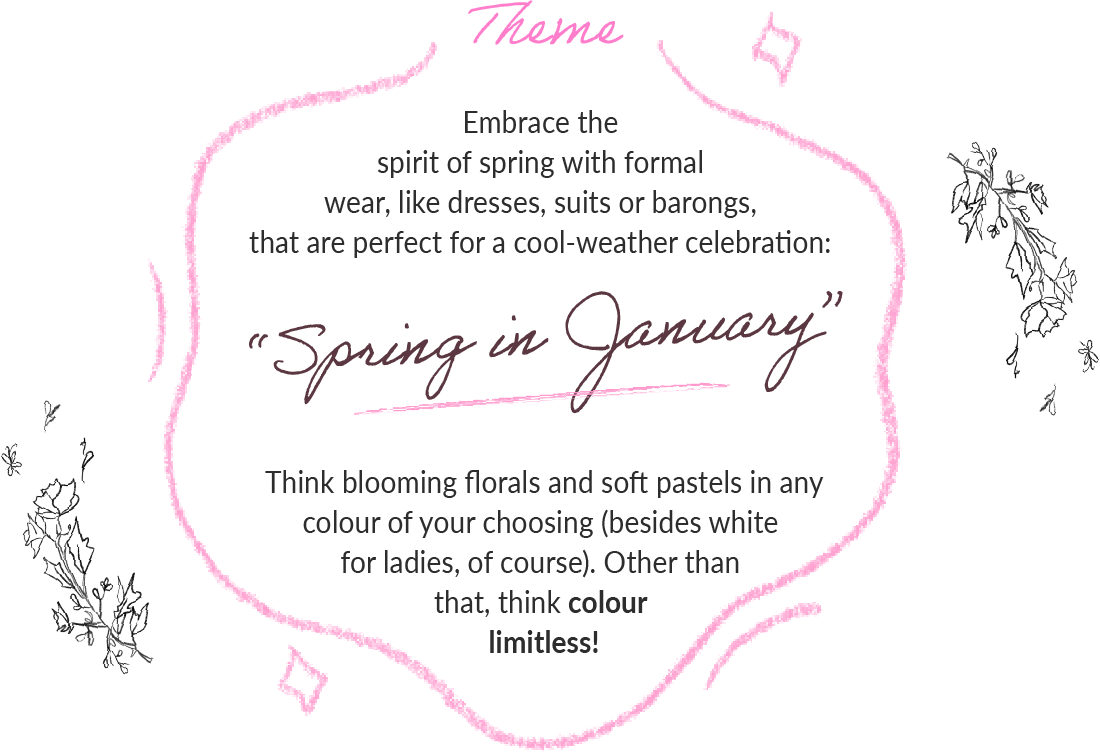 Theme
Embrace the
spirit of spring with formal
wear, like dresses, suits or barongs,
that are perfect for a cool-weather celebration:
“Spring in January”
Think blooming florals and soft pastels in any
colour of your choosing (besides white
for ladies, of course). Other than
that, think colour
limitless!